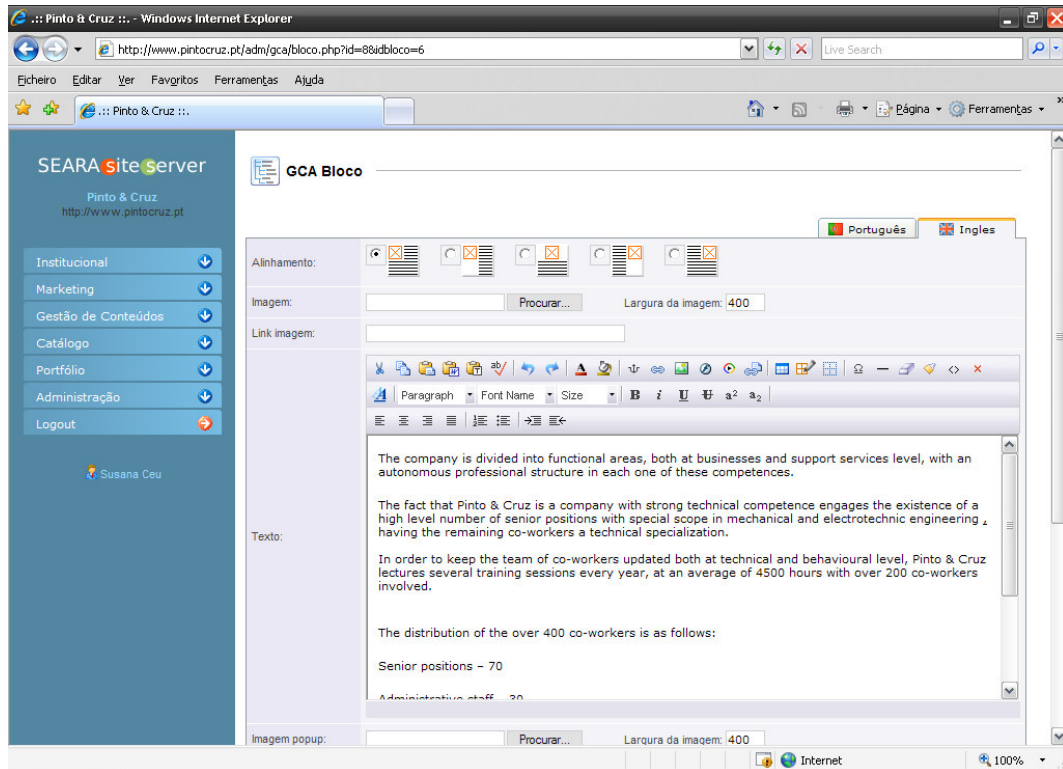 .:: Pinto & Cruz ::. - Windows Internet Explorer
http://www.pintocruz.pt/adm/gca/bloco.php?id=8&idbloco=6
Live Search
Ficheiro Editar Ver Favoritos Ferramentas Ajuda
.:: Pinto & Cruz ::.
Página Ferramentas
SEARA site server
Pinto & Cruz
http://www.pintocruz.pt
Institucional
Marketing
Gestão de Conteúdos
Catálogo
Portfólio
Administração
Logout
Susana Ceu
GCA Bloco
Português Ingles
Alinhamento:
Imagem: Procurar... Largura da imagem: 400
Link imagem:
Paragraph Font Name Size B i U a² a₂
Texto:
The company is divided into functional areas, both at businesses and support services level, with an
autonomous professional structure in each one of these competences.
The fact that Pinto & Cruz is a company with strong technical competence engages the existence of a
high level number of senior positions with special scope in mechanical and electrotechnic engineering ,
having the remaining co-workers a technical specialization.
In order to keep the team of co-workers updated both at technical and behavioural level, Pinto & Cruz
lectures several training sessions every year, at an average of 4500 hours with over 200 co-workers
involved.
The distribution of the over 400 co-workers is as follows:
Senior positions – 70
Administrative staff – 30
Imagem popup: Procurar... Largura da imagem: 400
Internet 100%